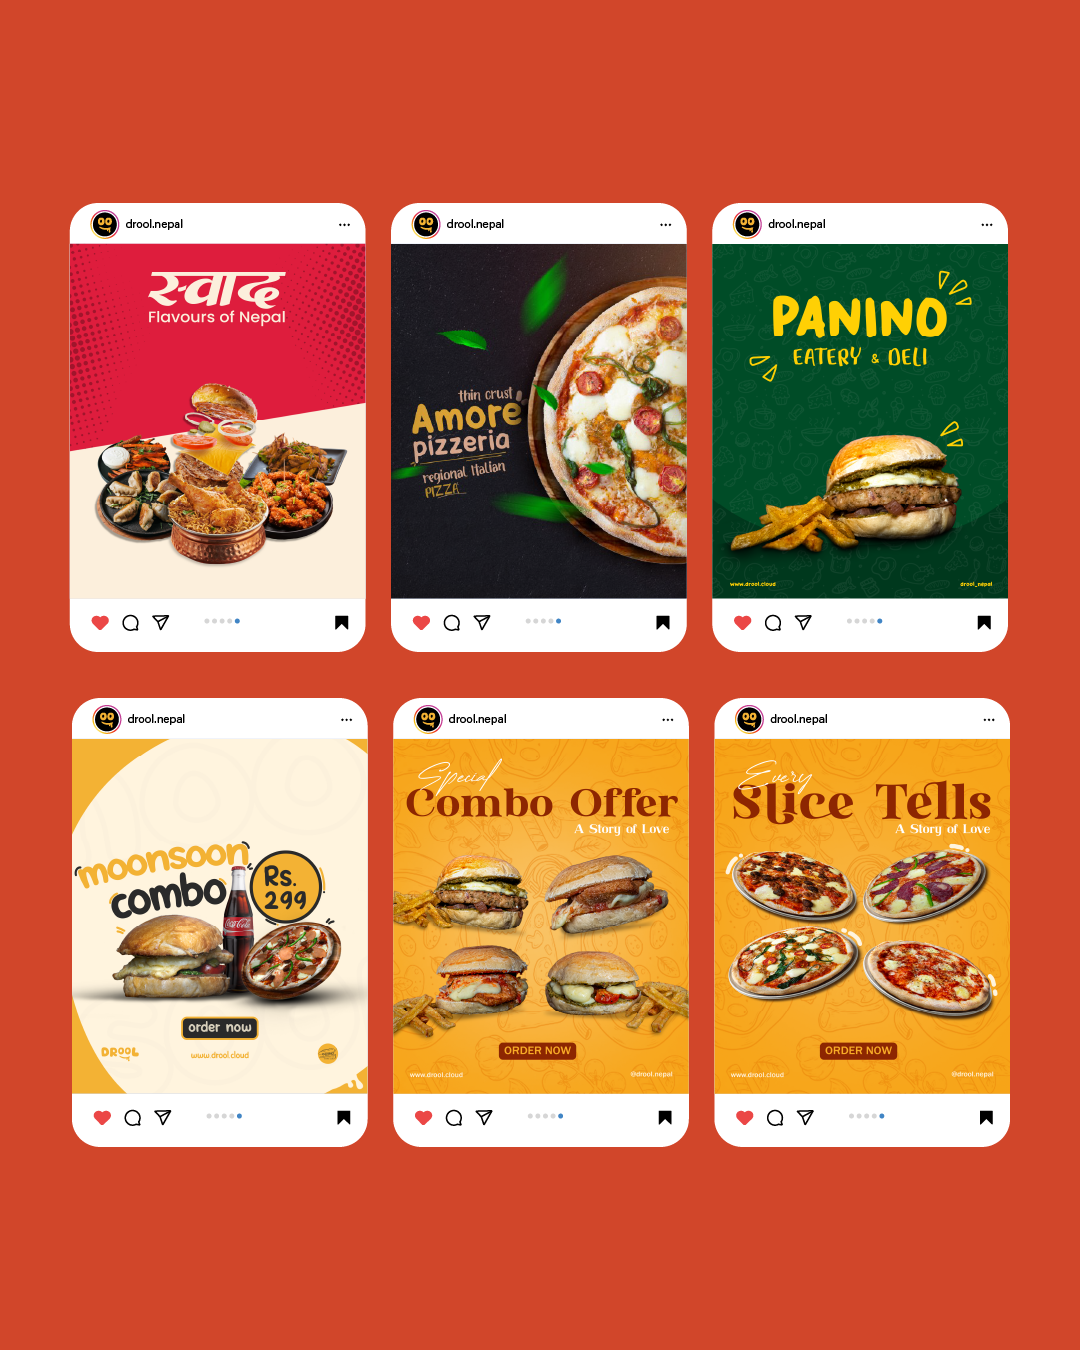 drool.nepal
स्वाद
Flavours of Nepal
drool.nepal
thin crust
Amore
pizzeria
regional Italian
PIZZA
drool.nepal
PANINO
EATERY & DELI
www.drool.cloud
drool_nepal
drool.nepal
moonsoon
combo
Rs.
299
Coca-Cola
order now
DROOL
www.drool.cloud
drool.nepal
Special
Combo Offer
A Story of Love
ORDER NOW
www.drool.cloud
@drool.nepal
drool.nepal
Every
Slice Tells
A Story of Love
ORDER NOW
www.drool.cloud
@drool.nepal